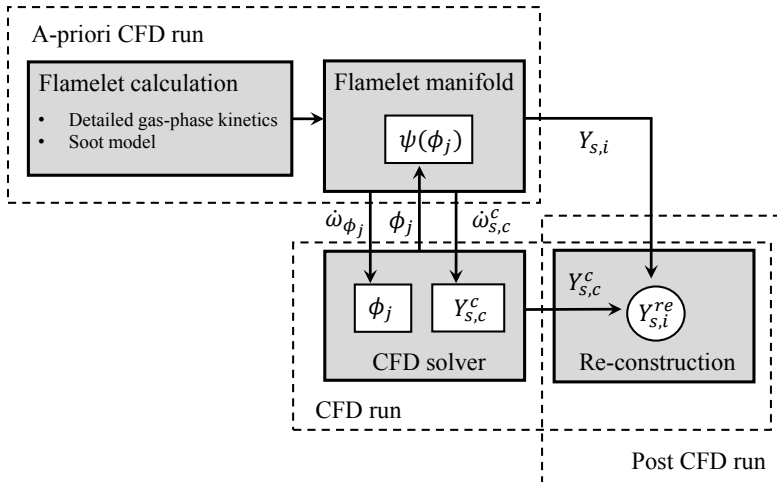 A-priori CFD run
Flamelet calculation
• Detailed gas-phase kinetics
• Soot model
Flamelet manifold
ψ(ϕ_j)
Y_{s,i}
ω̇_{ϕ_j}
ϕ_j
ω̇^c_{s,c}
ϕ_j
Y^c_{s,c}
CFD solver
Y^c_{s,c}
Y^{re}_{s,i}
Re-construction
CFD run
Post CFD run